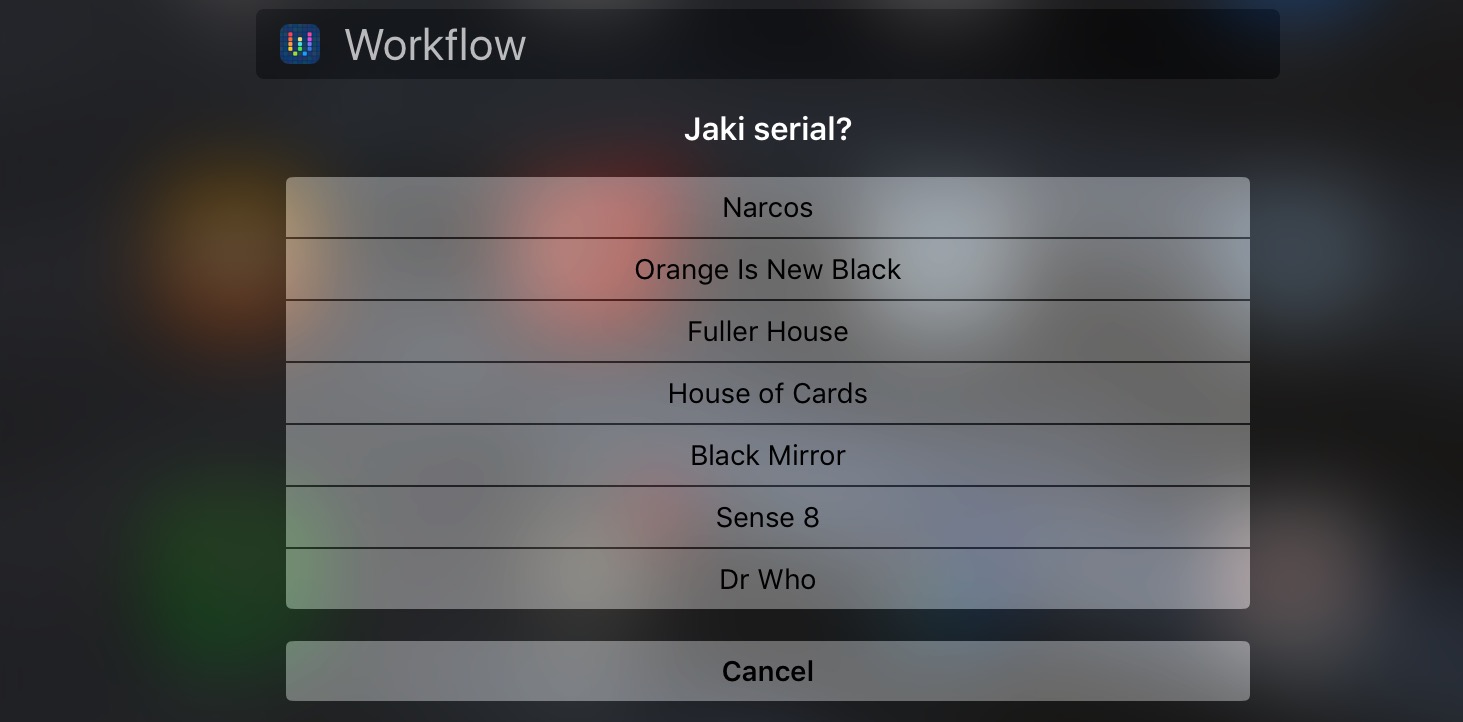 Workflow
Jaki serial?
Narcos
Orange Is New Black
Fuller House
House of Cards
Black Mirror
Sense 8
Dr Who
Cancel